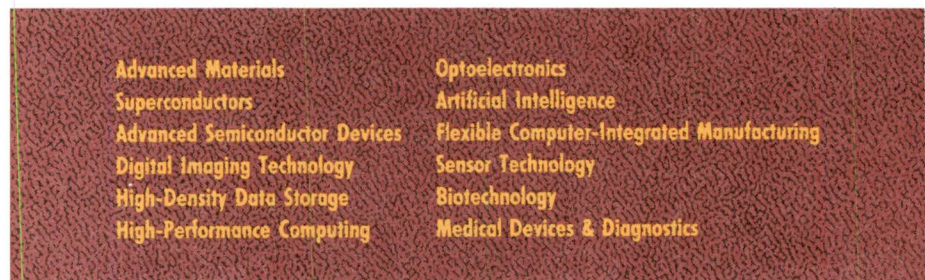 Advanced Materials
Superconductors
Advanced Semiconductor Devices
Digital Imaging Technology
High-Density Data Storage
High-Performance Computing
Optoelectronics
Artificial Intelligence
Flexible Computer-Integrated Manufacturing
Sensor Technology
Biotechnology
Medical Devices & Diagnostics